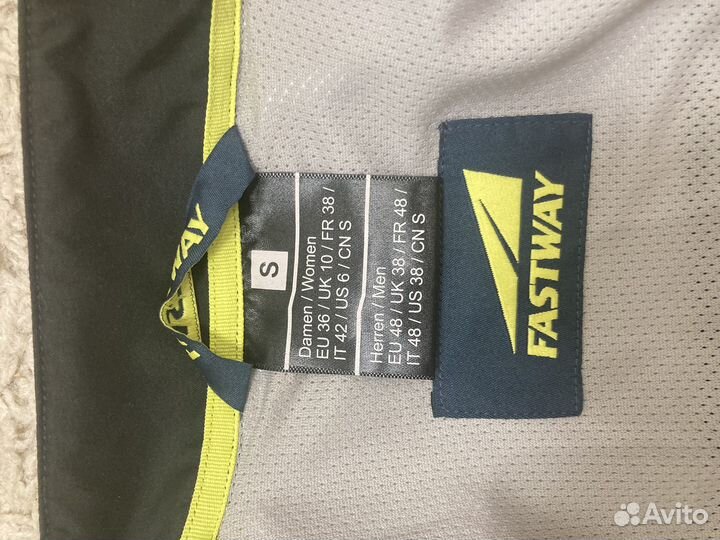 FASTWAY
S
Damen / Women
EU 36 / UK 10 / FR 38 /
IT 42 / US 6 / CN S
Herren / Men
EU 48 / UK 38 / FR 48 /
IT 48 / US 38 / CN S
FASTWAY
Avito